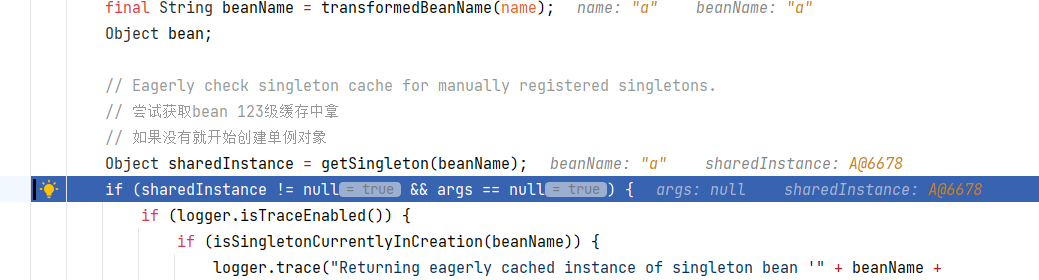 final String beanName = transformedBeanName(name); name: "a" beanName: "a"
Object bean;
// Eagerly check singleton cache for manually registered singletons.
// 尝试获取bean 123级缓存中拿
// 如果没有就开始创建单例对象
Object sharedInstance = getSingleton(beanName); beanName: "a" sharedInstance: A@6678
if (sharedInstance != null = true && args == null = true ) { args: null sharedInstance: A@6678
if (logger.isTraceEnabled()) {
if (isSingletonCurrentlyInCreation(beanName)) {
logger.trace("Returning eagerly cached instance of singleton bean '" + beanName +